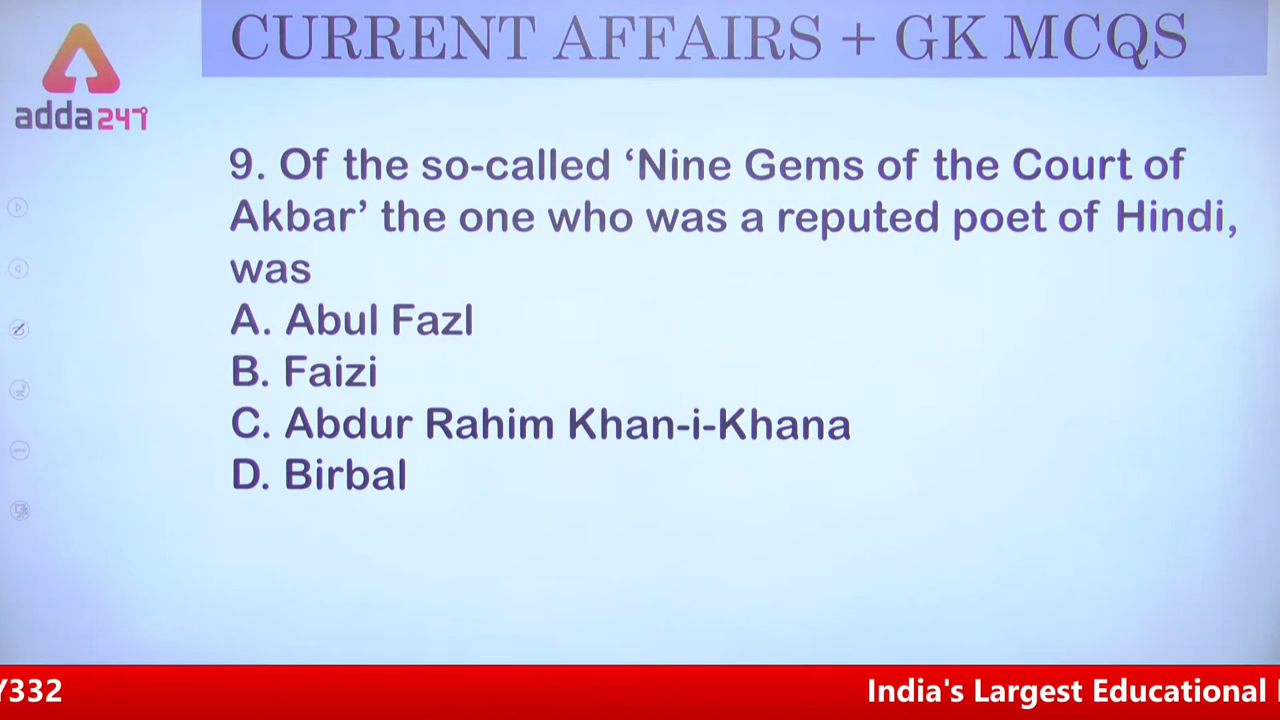 CURRENT AFFAIRS + GK MCQS
adda247
9. Of the so-called ‘Nine Gems of the Court of
Akbar’ the one who was a reputed poet of Hindi,
was
A. Abul Fazl
B. Faizi
C. Abdur Rahim Khan-i-Khana
D. Birbal
Y332
India's Largest Educational